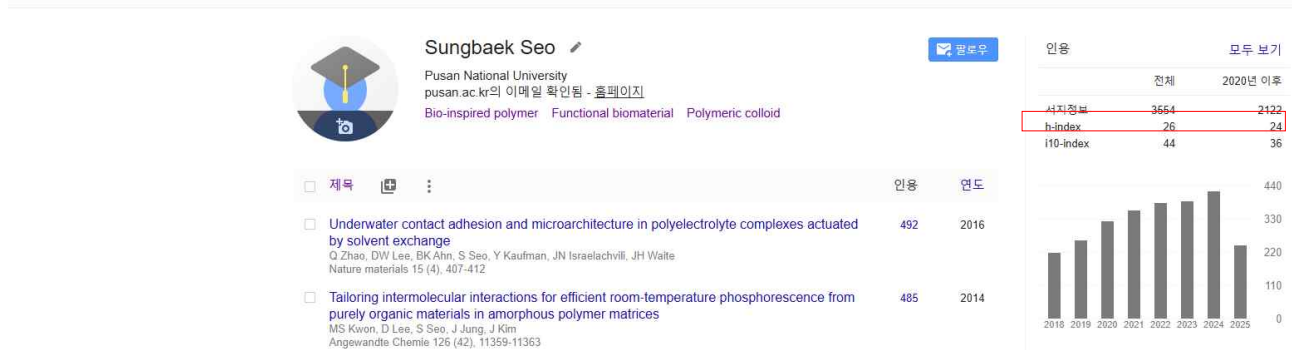 Sungbaek Seo
팔로우
Pusan National University
pusan.ac.kr의 이메일 확인됨 - 홈페이지
Bio-inspired polymer Functional biomaterial Polymeric colloid
인용 모두 보기
전체 2020년 이후
서지정보 3554 2122
h-index 26 24
i10-index 44 36
제목 인용 연도
Underwater contact adhesion and microarchitecture in polyelectrolyte complexes actuated 492 2016
by solvent exchange
Q Zhao, DW Lee, BK Ahn, S Seo, Y Kaufman, JN Israelachvili, JH Waite
Nature materials 15 (4), 407-412
Tailoring intermolecular interactions for efficient room-temperature phosphorescence from 485 2014
purely organic materials in amorphous polymer matrices
MS Kwon, D Lee, S Seo, J Jung, J Kim
Angewandte Chemie 126 (42), 11359-11363
440
330
220
110
0
2018 2019 2020 2021 2022 2023 2024 2025